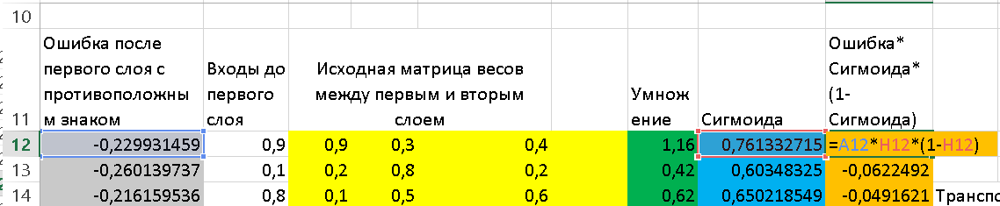 10
Ошибка после
первого слоя с
противоположны
м знаком
Входы до
первого
слоя
Исходная матрица весов
между первым и вторым
слоем
Умнож
ение
Сигмоида
Ошибка*
Сигмоида*
(1-
Сигмоида)
11
12 -0,229931459 0,9 0,9 0,3 0,4 1,16 0,761332715 =A12*H12*(1-H12)
13 -0,260139737 0,1 0,2 0,8 0,2 0,42 0,60348325 -0,0622492
14 -0,216159536 0,8 0,1 0,5 0,6 0,62 0,650218549 -0,0491621 Транспо